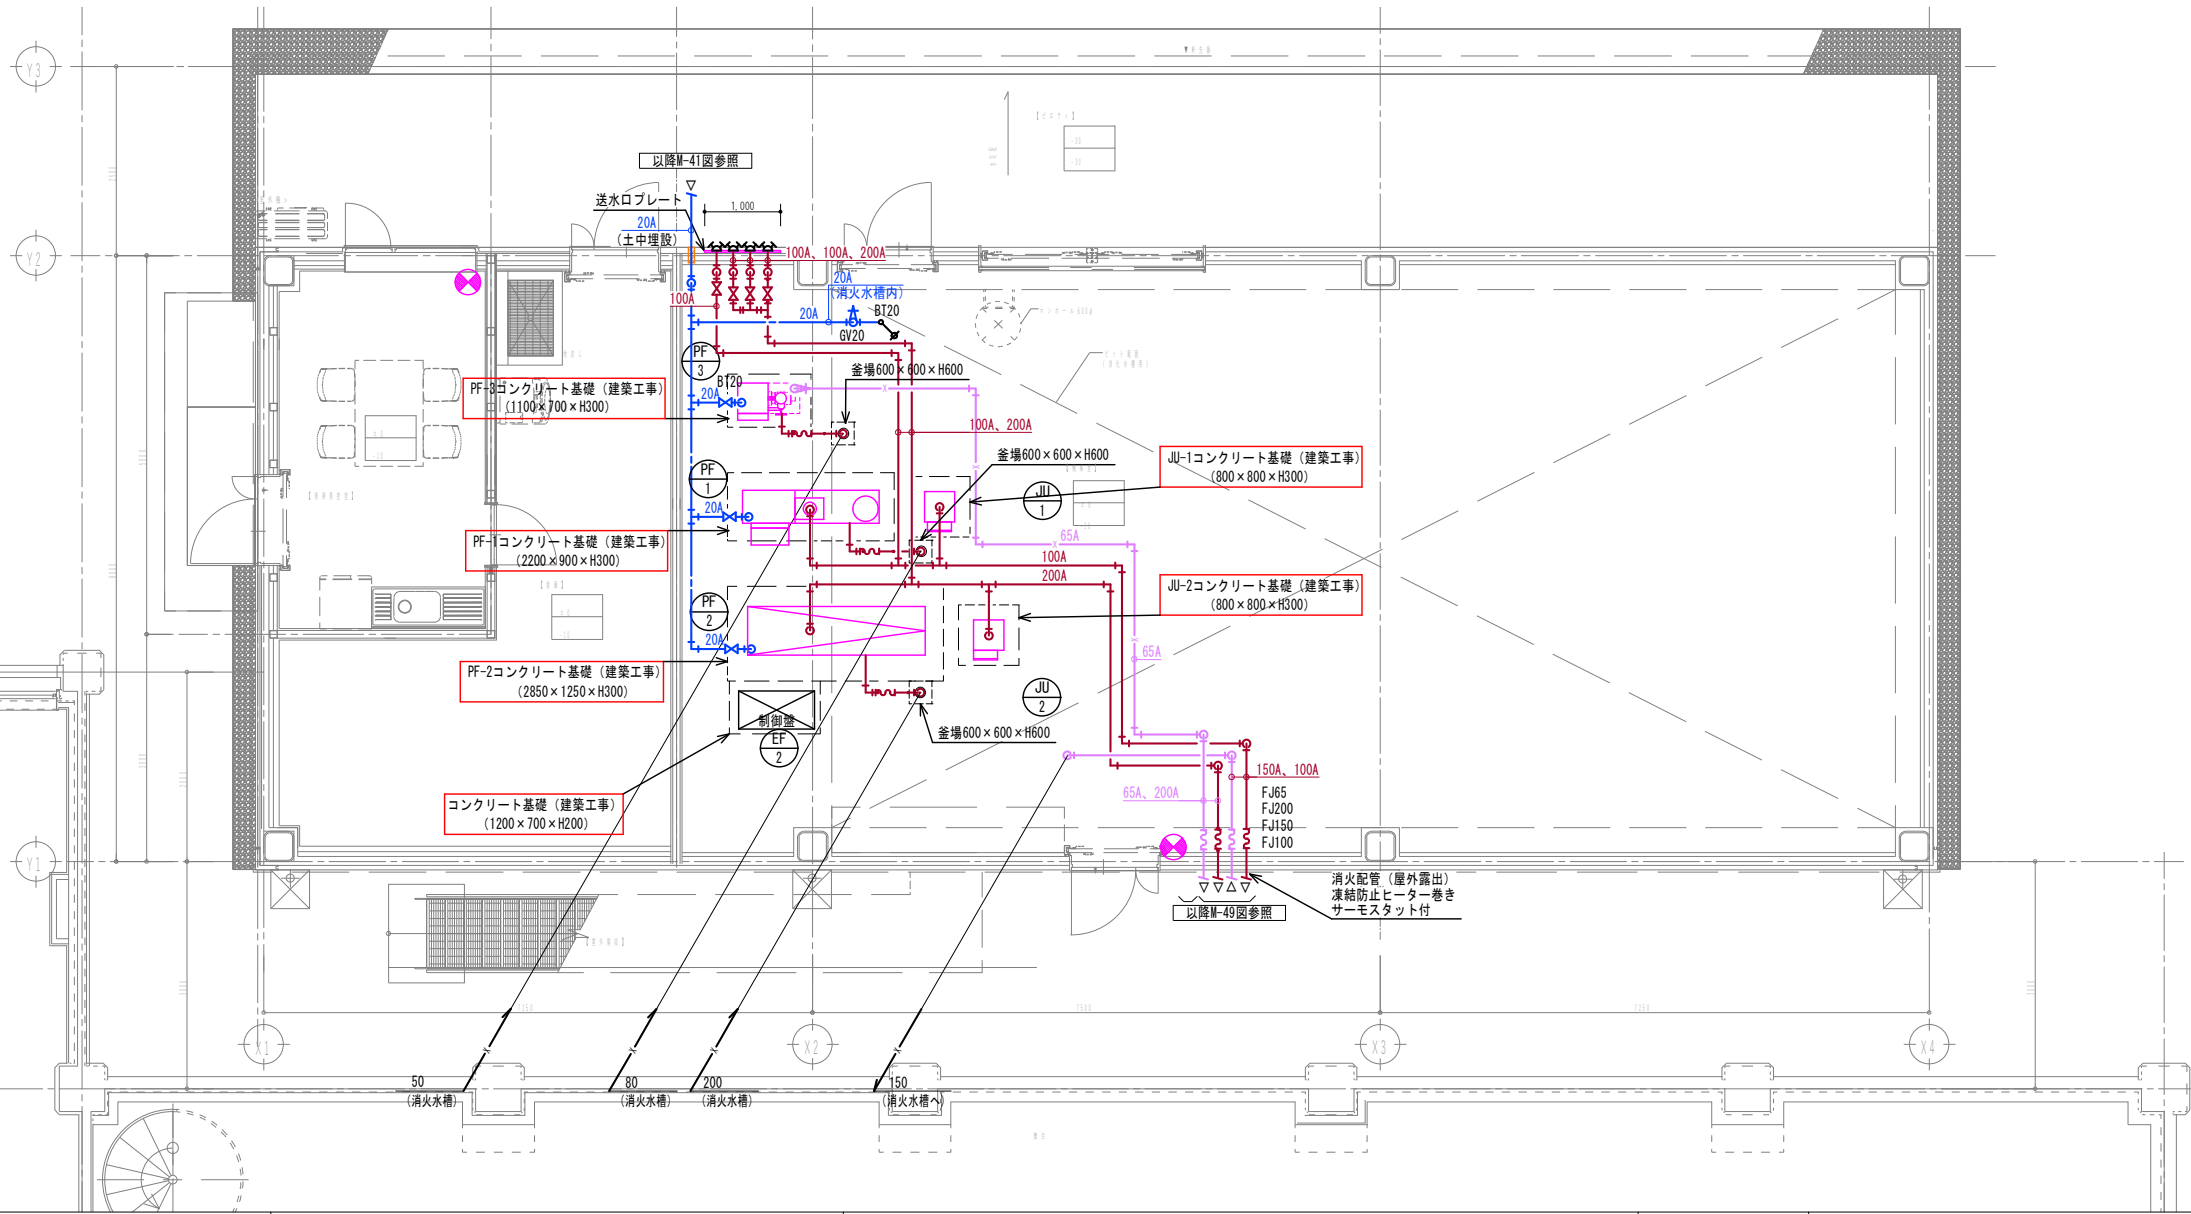 Y3
以降M-41図参照
送水口プレート
1,000
20A
(土中埋設)
Y2
100A、100A、200A
20A
(消火水槽内)
100A
20A
BT20
GV20
PF
3
釜場600×600×H600
PF-3コンクリート基礎(建築工事)
(1100×700×H300)
BT20
20A
100A、200A
釜場600×600×H600
JU-1コンクリート基礎(建築工事)
(800×800×H300)
PF
1
JU
1
20A
PF-1コンクリート基礎(建築工事)
(2200×900×H300)
65A
100A
200A
JU-2コンクリート基礎(建築工事)
(800×800×H300)
PF
2
20A
65A
PF-2コンクリート基礎(建築工事)
(2850×1250×H300)
JU
2
制御盤
EF
2
釜場600×600×H600
150A、100A
65A、200A
FJ65
FJ200
FJ150
FJ100
コンクリート基礎(建築工事)
(1200×700×H200)
Y1
消火配管(屋外露出)
凍結防止ヒーター巻き
サーモスタット付
以降M-49図参照
7250
7500
7250
X1
X2
X3
X4
50
(消火水槽)
80
(消火水槽)
200
(消火水槽)
150
(消火水槽へ)